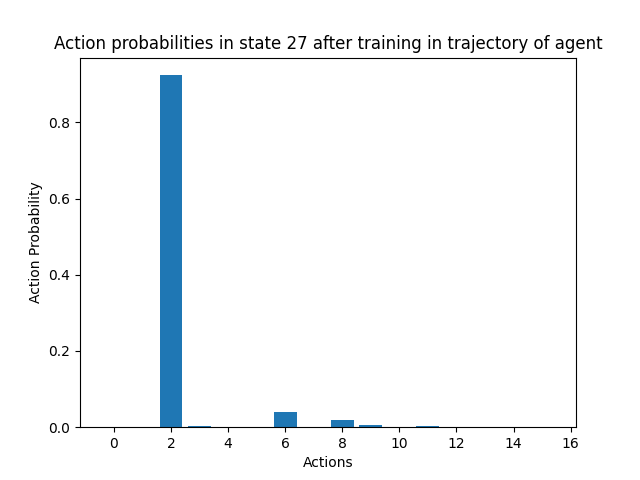 Action probabilities in state 27 after training in trajectory of agent
Action Probability
0.8
0.6
0.4
0.2
0.0
0 2 4 6 8 10 12 14 16
Actions